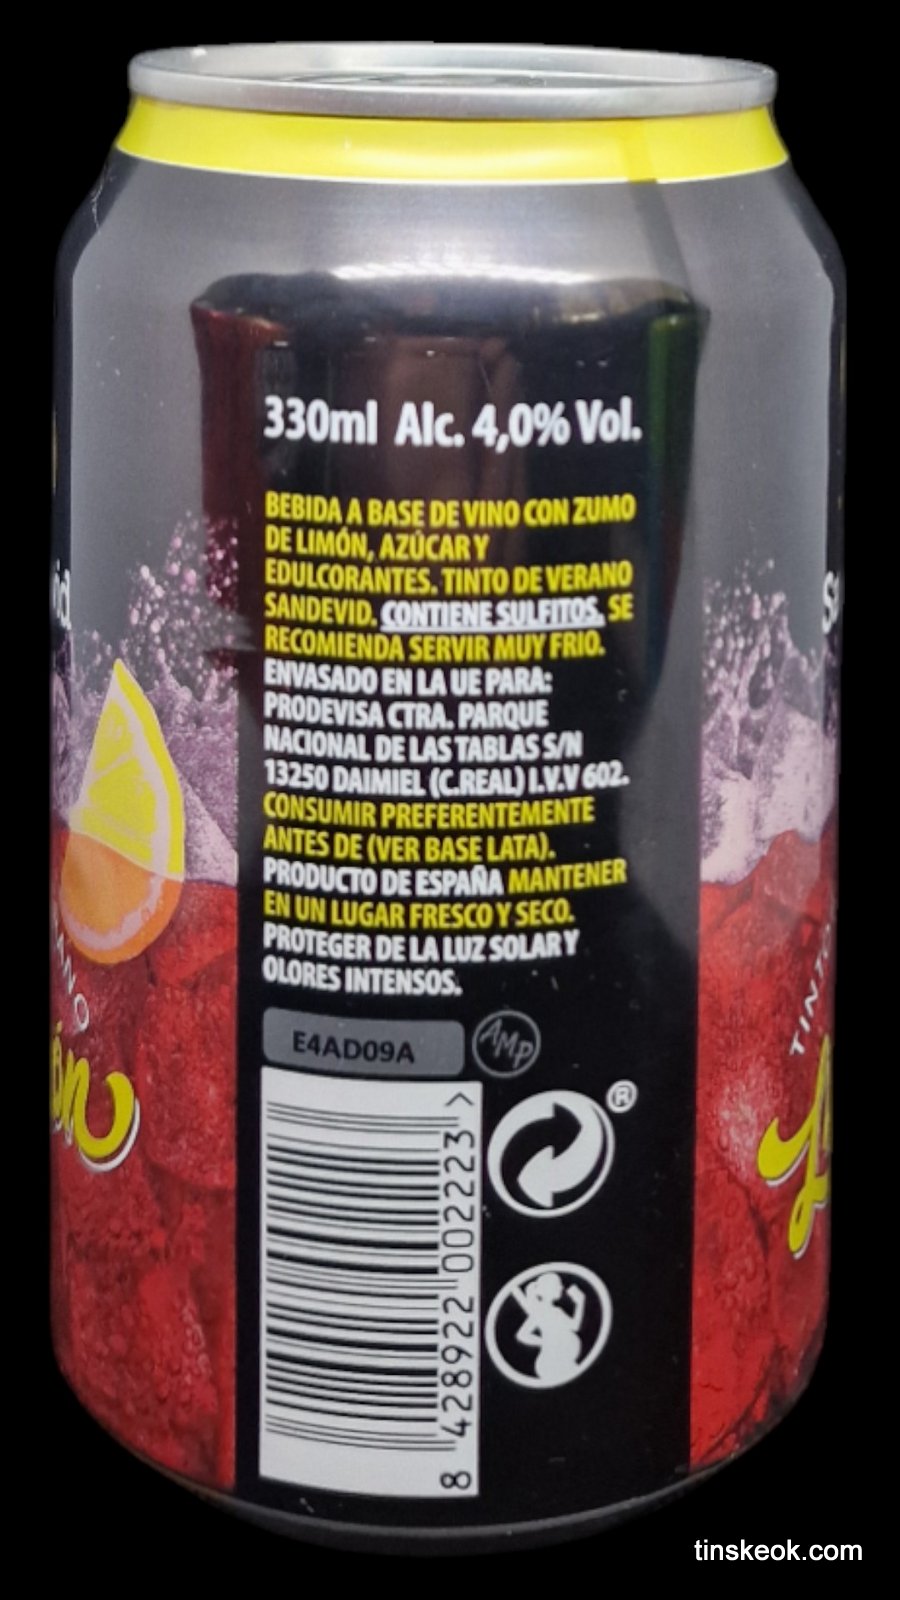 330ml Alc. 4,0% Vol.
BEBIDA A BASE DE VINO CON ZUMO
DE LIMÓN, AZÚCAR Y
EDULCORANTES. TINTO DE VERANO
SANDEVID. CONTIENE SULFITOS. SE
RECOMIENDA SERVIR MUY FRIO.
ENVASADO EN LA UE PARA:
PRODEVISA CTRA. PARQUE
NACIONAL DE LAS TABLAS S/N
13250 DAIMIEL (C.REAL) I.V.V 602.
CONSUMIR PREFERENTEMENTE
ANTES DE (VER BASE LATA).
PRODUCTO DE ESPAÑA MANTENER
EN UN LUGAR FRESCO Y SECO.
PROTEGER DE LA LUZ SOLAR Y
OLORES INTENSOS.
E4AD09A AMP
8 428922 002223 >
®
TINTO
tinskeok.com